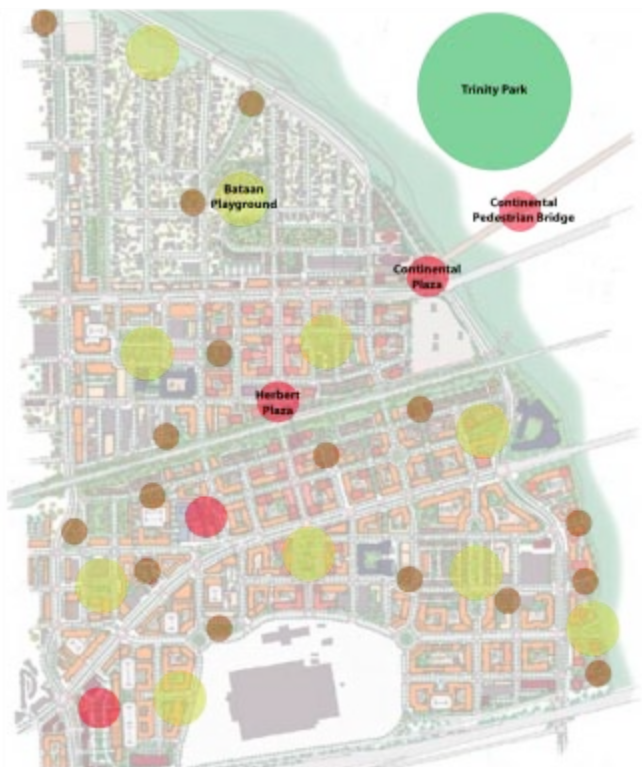 Trinity Park
Bataan
Playground
Continental
Pedestrian Bridge
Continental
Plaza
Herbert
Plaza